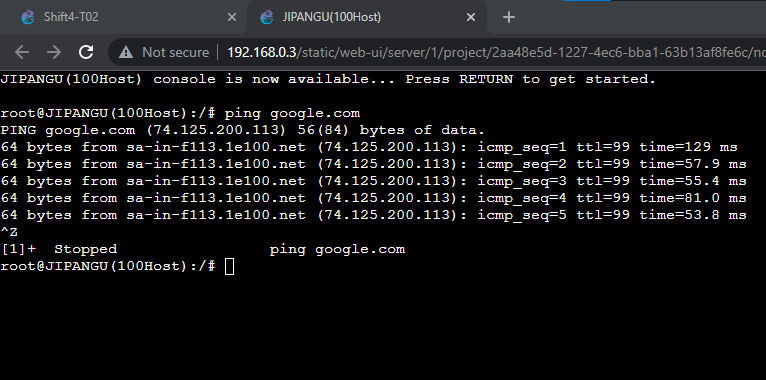 Shift4-T02
JIPANGU(100Host)
Not secure 192.168.0.3/static/web-ui/server/1/project/2aa48e5d-1227-4ec6-bba1-63b13af8fe6c/no
JIPANGU(100Host) console is now available... Press RETURN to get started.
root@JIPANGU(100Host):/# ping google.com
PING google.com (74.125.200.113) 56(84) bytes of data.
64 bytes from sa-in-f113.1e100.net (74.125.200.113): icmp_seq=1 ttl=99 time=129 ms
64 bytes from sa-in-f113.1e100.net (74.125.200.113): icmp_seq=2 ttl=99 time=57.9 ms
64 bytes from sa-in-f113.1e100.net (74.125.200.113): icmp_seq=3 ttl=99 time=55.4 ms
64 bytes from sa-in-f113.1e100.net (74.125.200.113): icmp_seq=4 ttl=99 time=81.0 ms
64 bytes from sa-in-f113.1e100.net (74.125.200.113): icmp_seq=5 ttl=99 time=53.8 ms
^Z
[1]+  Stopped                 ping google.com
root@JIPANGU(100Host):/#